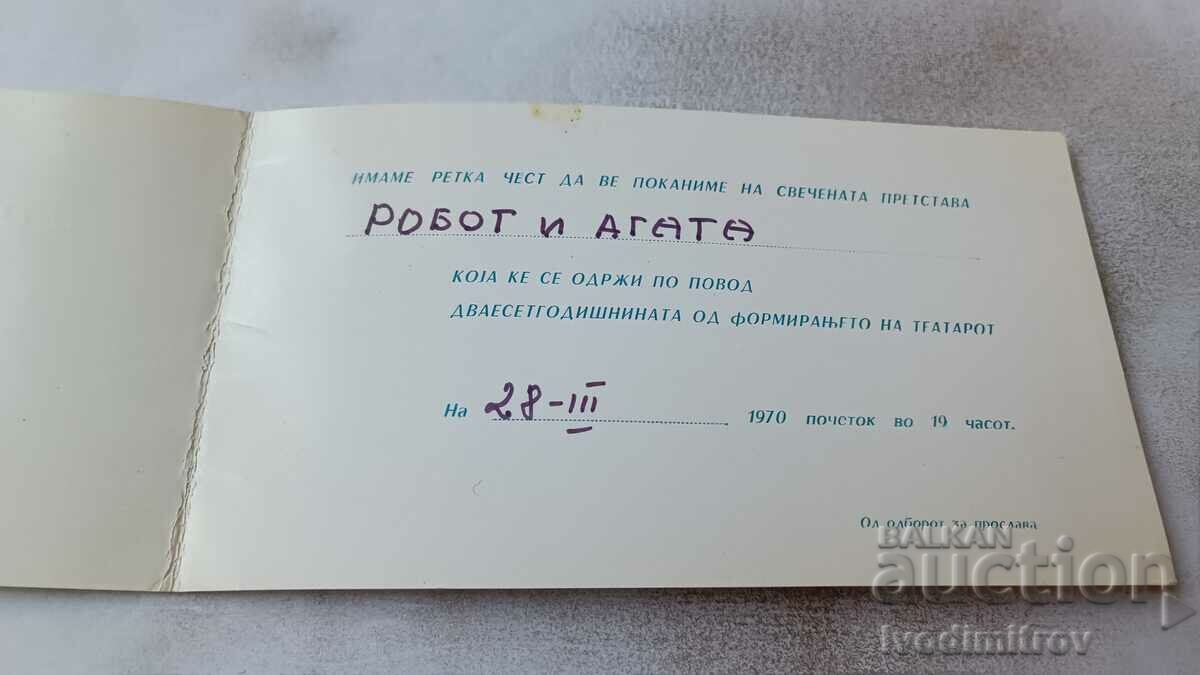 ИМАМЕ РЕТКА ЧЕСТ ДА ВЕ ПОКАНИМЕ НА СВЕЧЕНАТА ПРЕТСТАВА
РОБОТ И АГАТА
КОЈА КЕ СЕ ОДРЖИ ПО ПОВОД
ДВАЕСЕТГОДИШНИНАТА ОД ФОРМИРАЊЕТО НА ТЕАТАРОТ
На 28-III 1970 почеток во 19 часот.
Од одборот за прослава
BALKAN
auction
Ivodimitrov